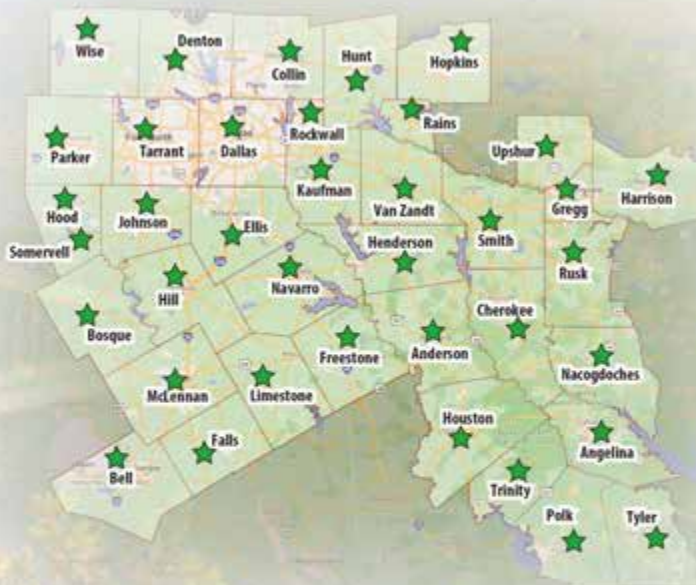 Wise
Denton
Collin
Hunt
Hopkins
Parker
Tarrant
Dallas
Rockwall
Rains
Upshur
Kaufman
Van Zandt
Gregg
Harrison
Hood
Johnson
Ellis
Henderson
Smith
Rusk
Somervell
Hill
Navarro
Cherokee
Bosque
Freestone
Anderson
Nacogdoches
McLennan
Limestone
Houston
Angelina
Bell
Falls
Trinity
Polk
Tyler